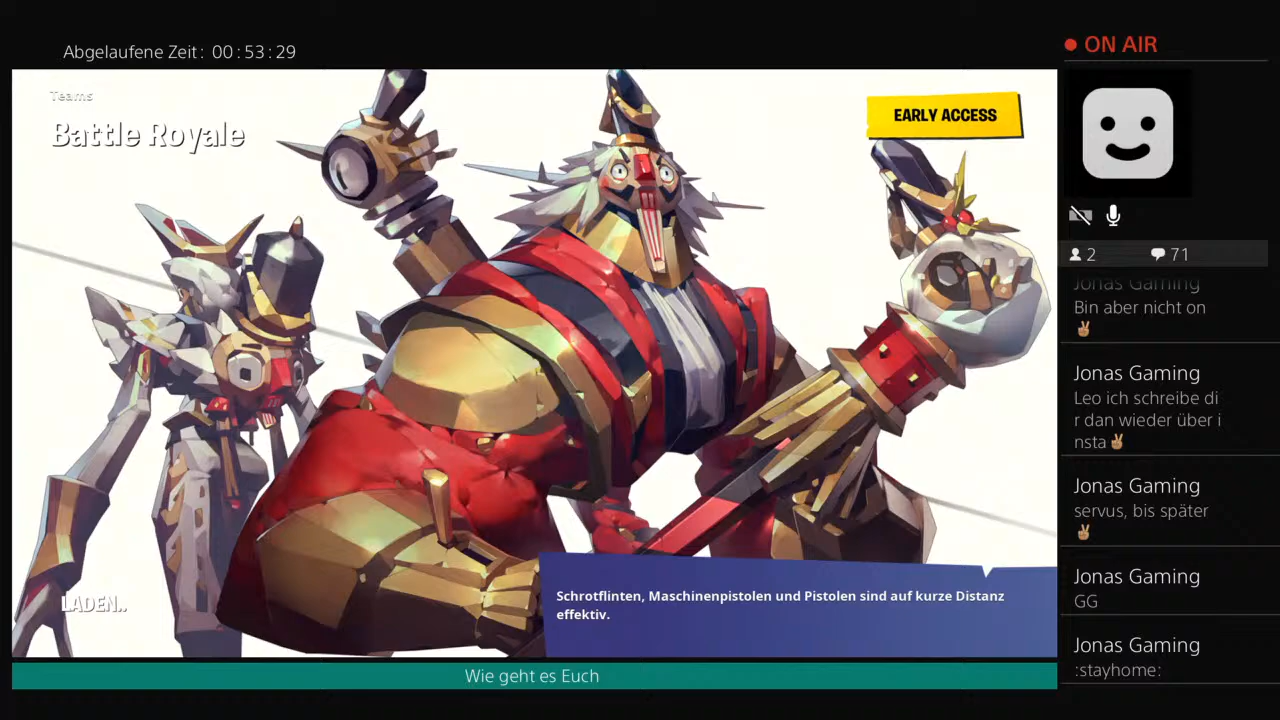 Abgelaufene Zeit: 00:53:29
ON AIR
Teams
Battle Royale
EARLY ACCESS
2
71
Jonas Gaming
Bin aber nicht on
✌🏽
Jonas Gaming
Leo ich schreibe di
r dan wieder über i
nsta✌🏽
Jonas Gaming
servus, bis später
✌🏽
Jonas Gaming
GG
Jonas Gaming
:stayhome:
LADEN..
Schrotflinten, Maschinenpistolen und Pistolen sind auf kurze Distanz
effektiv.
Wie geht es Euch